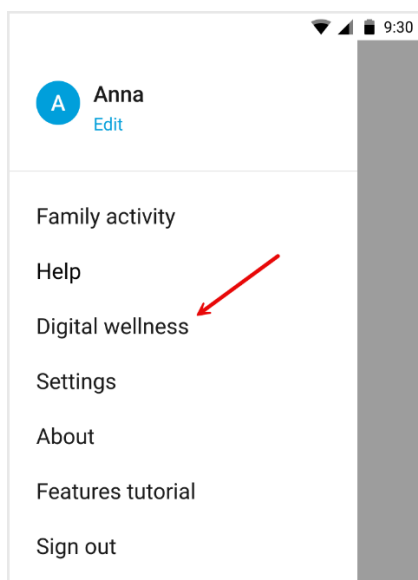 9:30
A
Anna
Edit
Family activity
Help
Digital wellness
Settings
About
Features tutorial
Sign out